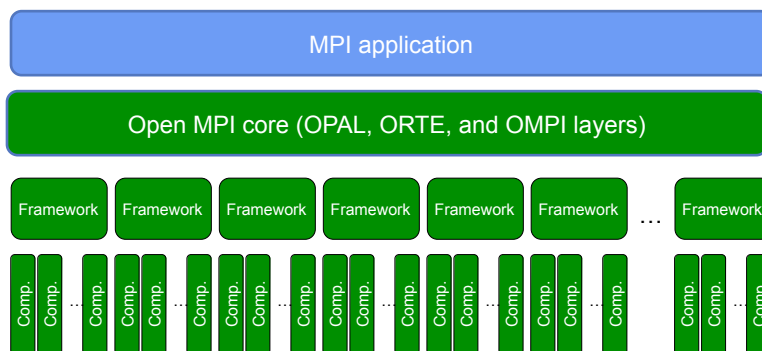 MPI application
Open MPI core (OPAL, ORTE, and OMPI layers)
Framework Framework Framework Framework Framework Framework ... Framework
Comp. Comp. ... Comp. Comp. Comp. ... Comp. Comp. Comp. ... Comp. Comp. Comp. ... Comp. Comp. Comp. ... Comp. Comp. Comp. ... Comp. Comp. Comp. ... Comp.